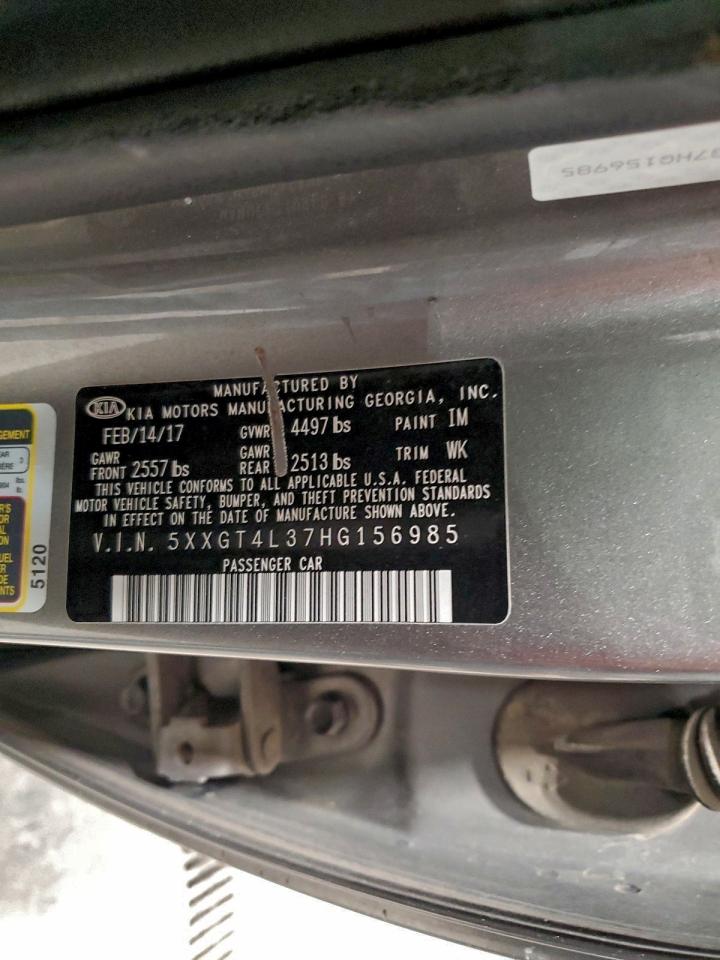 37HG156985
MANUFACTURED BY
KIA KIA MOTORS MANUFACTURING GEORGIA, INC.
FEB/14/17 GVWR 4497 lbs PAINT IM
GAWR FRONT 2557 lbs GAWR REAR 2513 lbs TRIM WK
THIS VEHICLE CONFORMS TO ALL APPLICABLE U.S.A. FEDERAL
MOTOR VEHICLE SAFETY, BUMPER, AND THEFT PREVENTION STANDARDS
IN EFFECT ON THE DATE OF MANUFACTURE SHOWN ABOVE.
V.I.N. 5XXGT4L37HG156985
PASSENGER CAR
5120